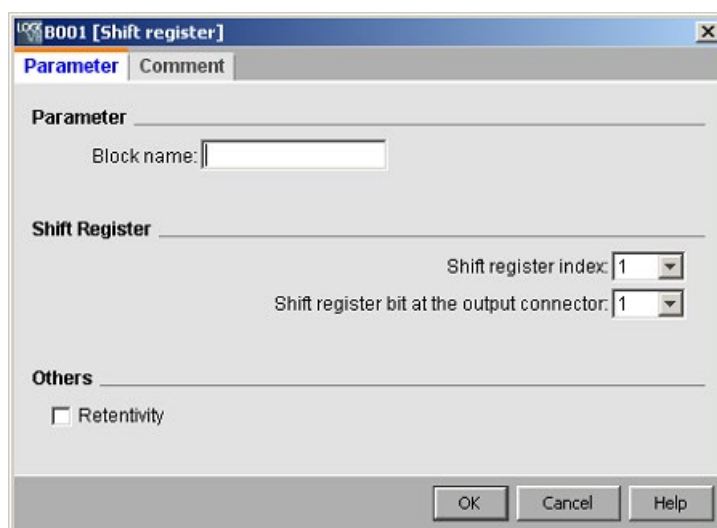 B001 [Shift register]
Parameter Comment
Parameter
Block name:
Shift Register
Shift register index: 1
Shift register bit at the output connector: 1
Others
Retentivity
OK Cancel Help